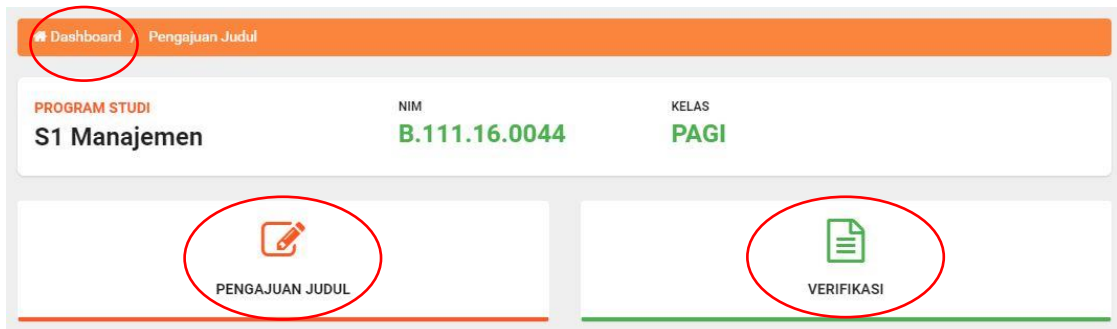 Dashboard / Pengajuan Judul
PROGRAM STUDI
S1 Manajemen
NIM
B.111.16.0044
KELAS
PAGI
PENGAJUAN JUDUL
VERIFIKASI